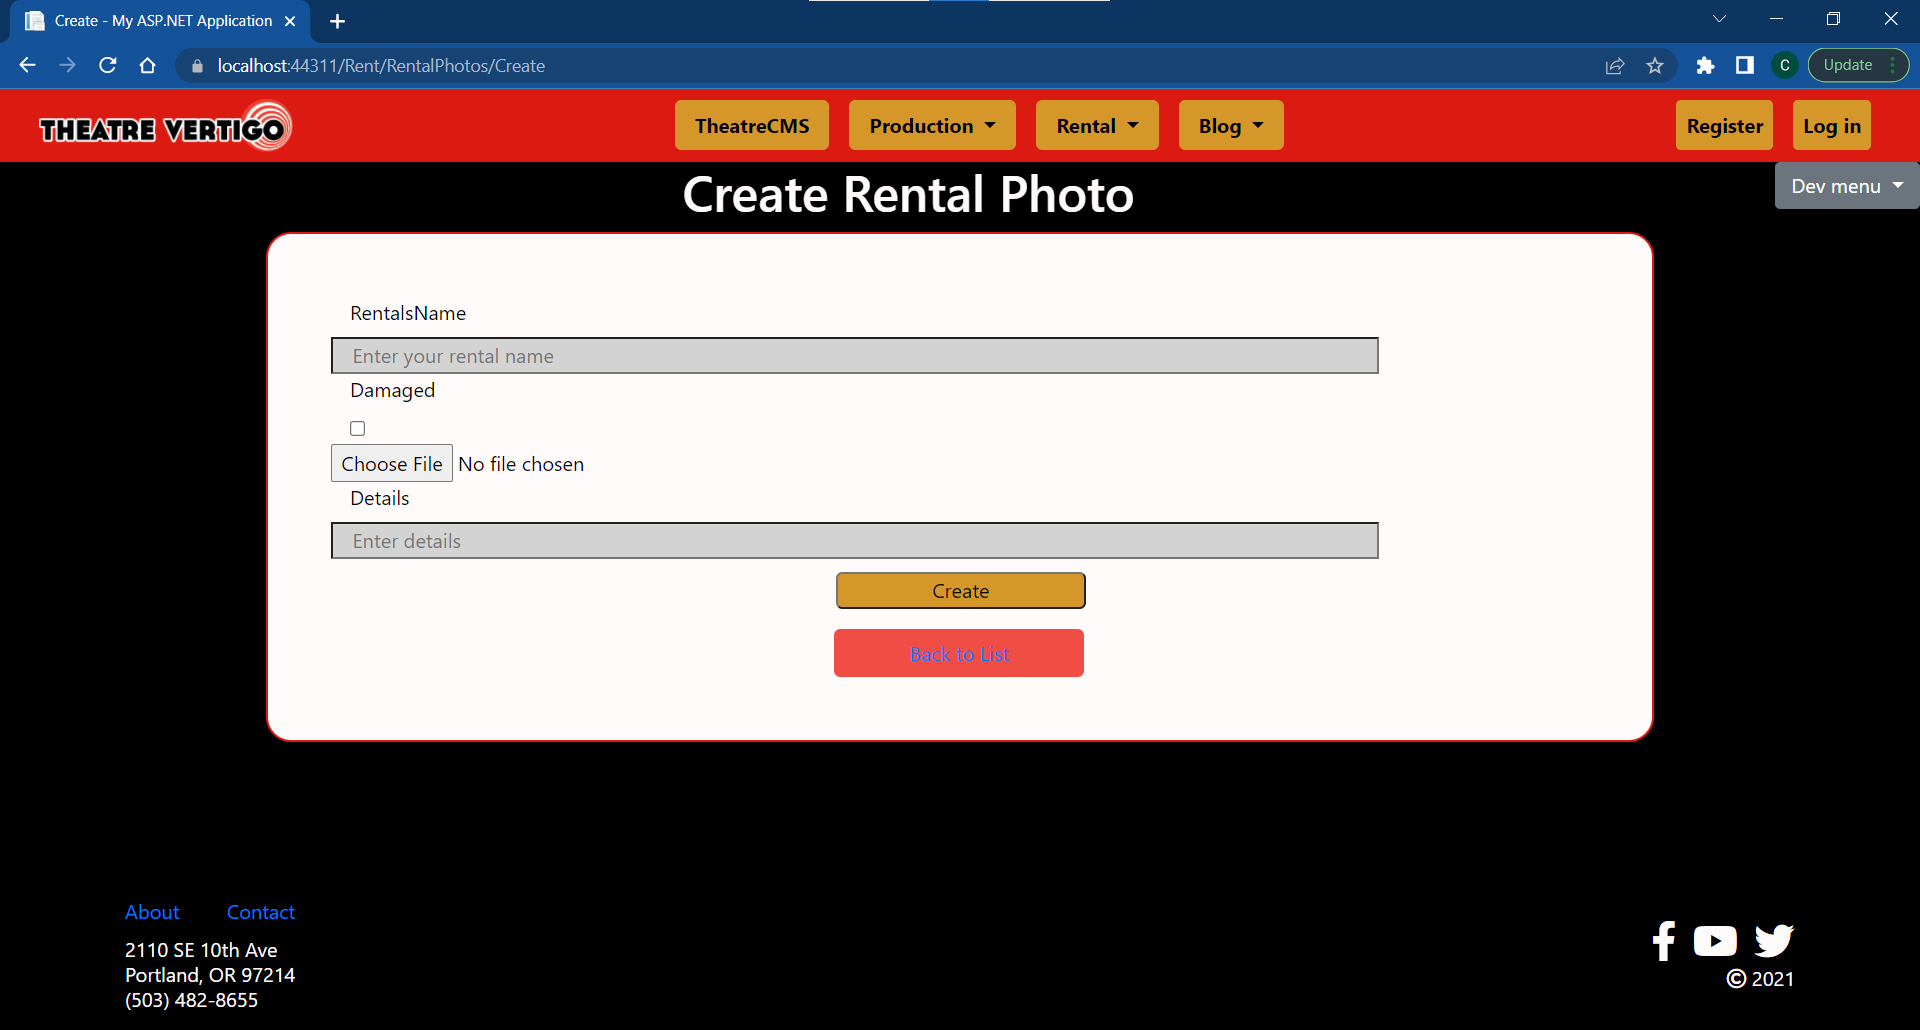 Create - My ASP.NET Application
localhost:44311/Rent/RentalPhotos/Create
C
Update
THEATRE VERTIGO
TheatreCMS
Production
Rental
Blog
Register
Log in
Dev menu
Create Rental Photo
RentalsName
Enter your rental name
Damaged
Choose File No file chosen
Details
Enter details
Create
Back to List
About Contact
2110 SE 10th Ave
Portland, OR 97214
(503) 482-8655
© 2021